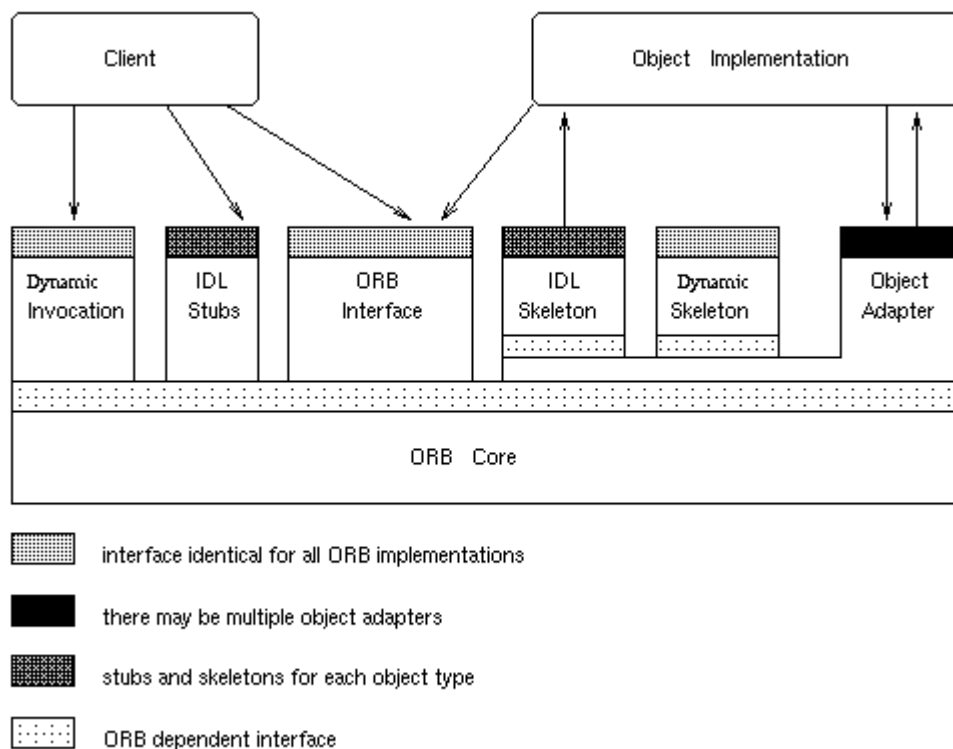 Client
Object Implementation
Dynamic
Invocation
IDL
Stubs
ORB
Interface
IDL
Skeleton
Dynamic
Skeleton
Object
Adapter
ORB Core
interface identical for all ORB implementations
there may be multiple object adapters
stubs and skeletons for each object type
ORB dependent interface